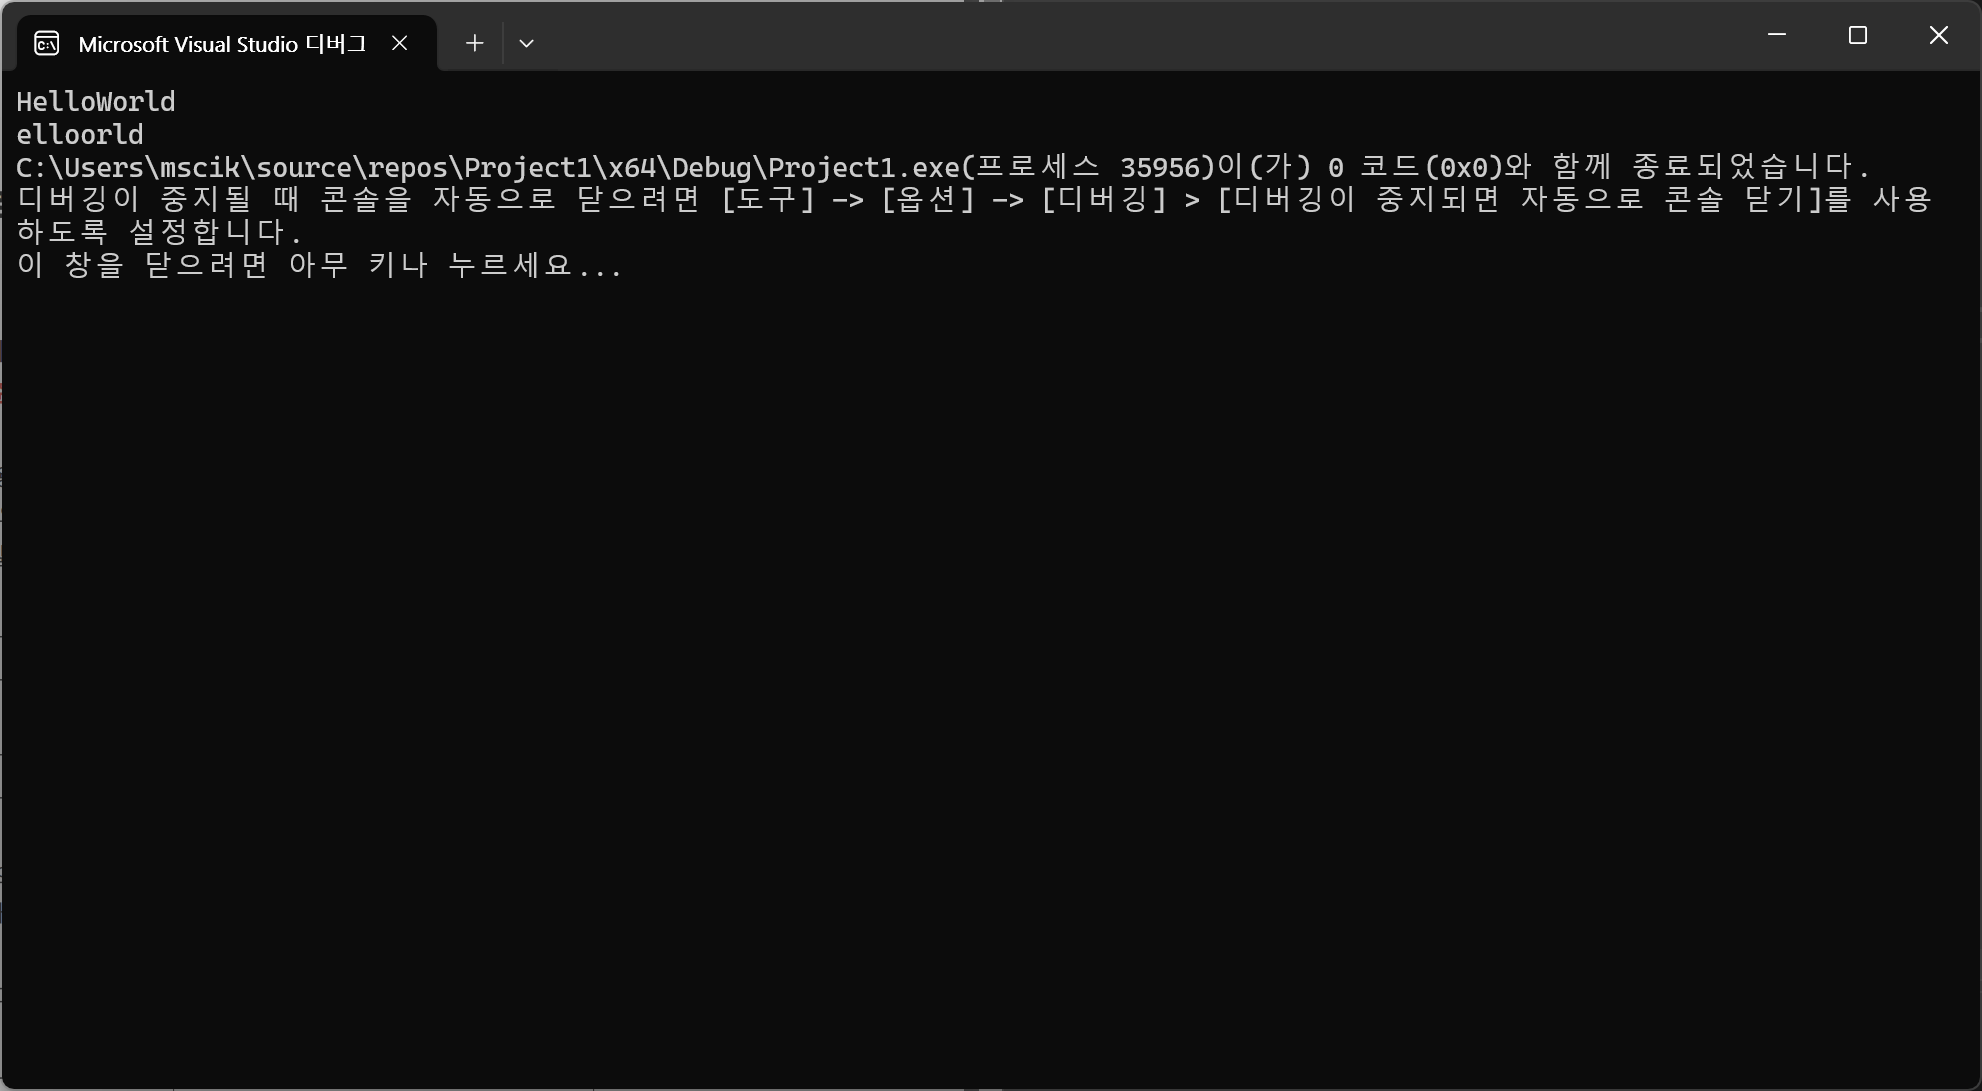 Microsoft Visual Studio 디버그
HelloWorld
elloorld
C:\Users\mscik\source\repos\Project1\x64\Debug\Project1.exe(프로세스 35956)이(가) 0 코드(0x0)와 함께 종료되었습니다.
디버깅이 중지될 때 콘솔을 자동으로 닫으려면 [도구] -> [옵션] -> [디버깅] > [디버깅이 중지되면 자동으로 콘솔 닫기]를 사용
하도록 설정합니다.
이 창을 닫으려면 아무 키나 누르세요...